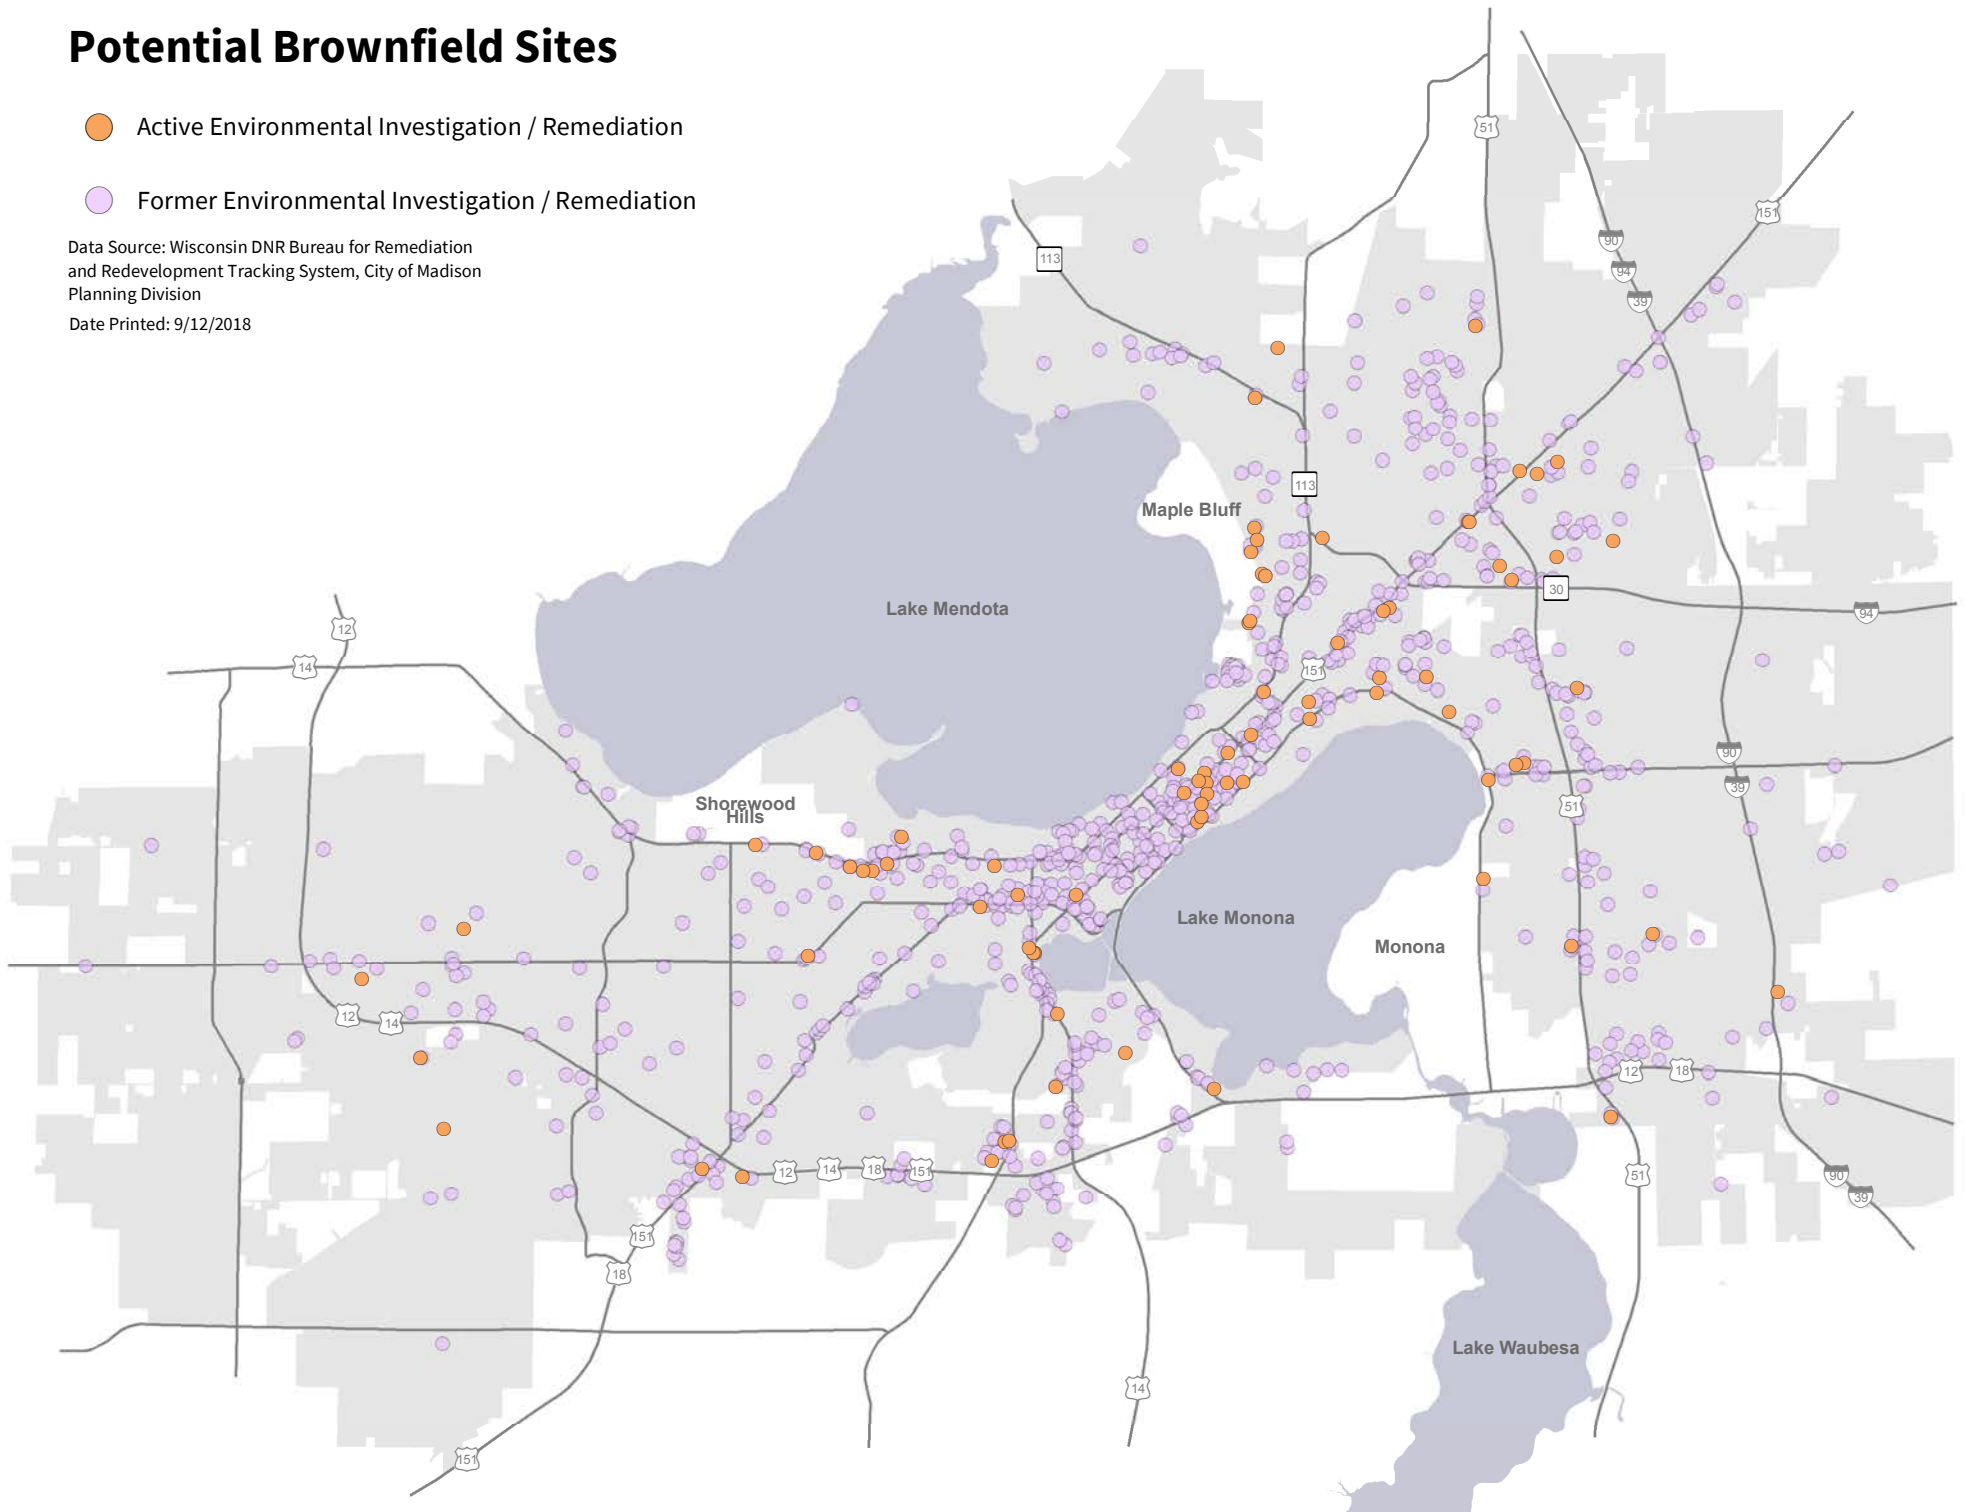 Potential Brownfield Sites
Active Environmental Investigation / Remediation
Former Environmental Investigation / Remediation
Data Source: Wisconsin DNR Bureau for Remediation
and Redevelopment Tracking System, City of Madison
Planning Division
Date Printed: 9/12/2018
51
151
90
94
39
113
113
Maple Bluff
30
94
Lake Mendota
12
14
151
90
39
51
Shorewood
Hills
Lake Monona
Monona
12
14
12
18
12
14
18
151
51
90
39
151
18
Lake Waubesa
14
151